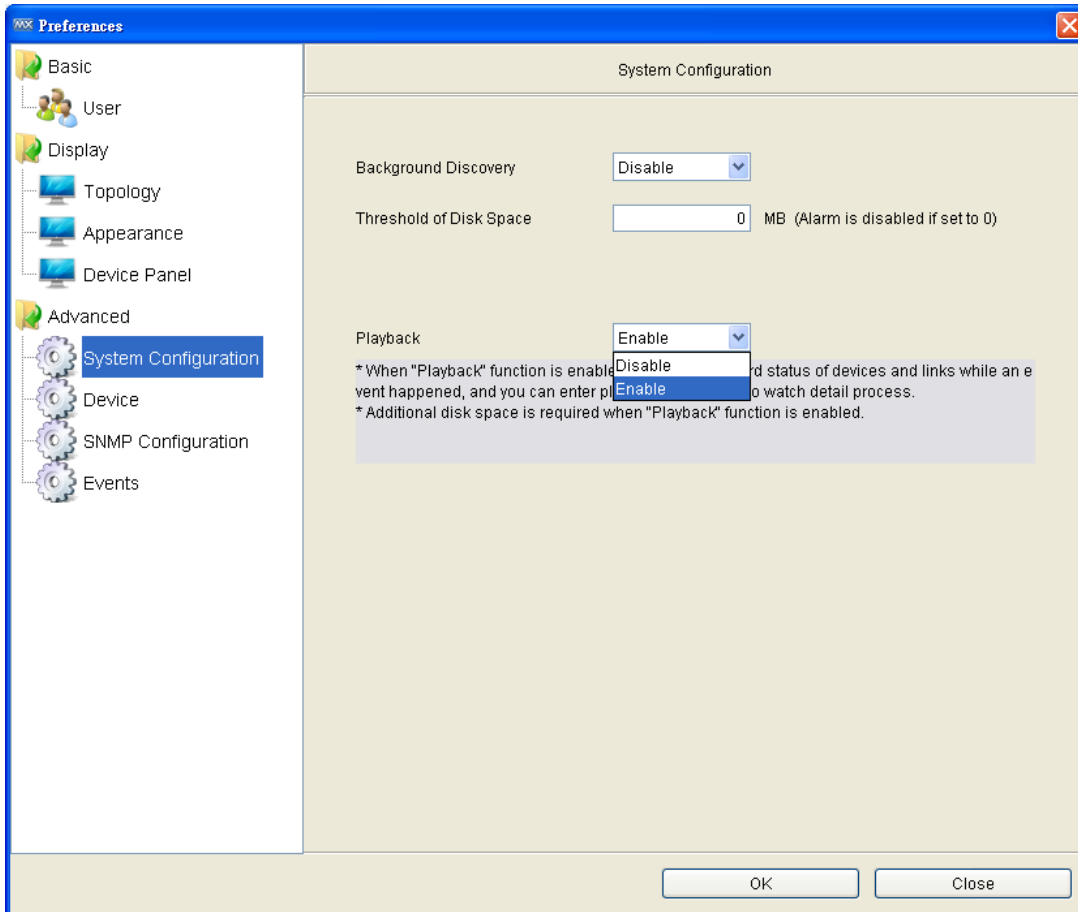 MX Preferences
Basic
User
Display
Topology
Appearance
Device Panel
Advanced
System Configuration
Device
SNMP Configuration
Events
System Configuration
Background Discovery Disable
Threshold of Disk Space 0 MB (Alarm is disabled if set to 0)
Playback Enable
Disable
Enable
* When "Playback" function is enable d status of devices and links while an e
vent happened, and you can enter pl o watch detail process.
* Additional disk space is required when "Playback" function is enabled.
OK Close